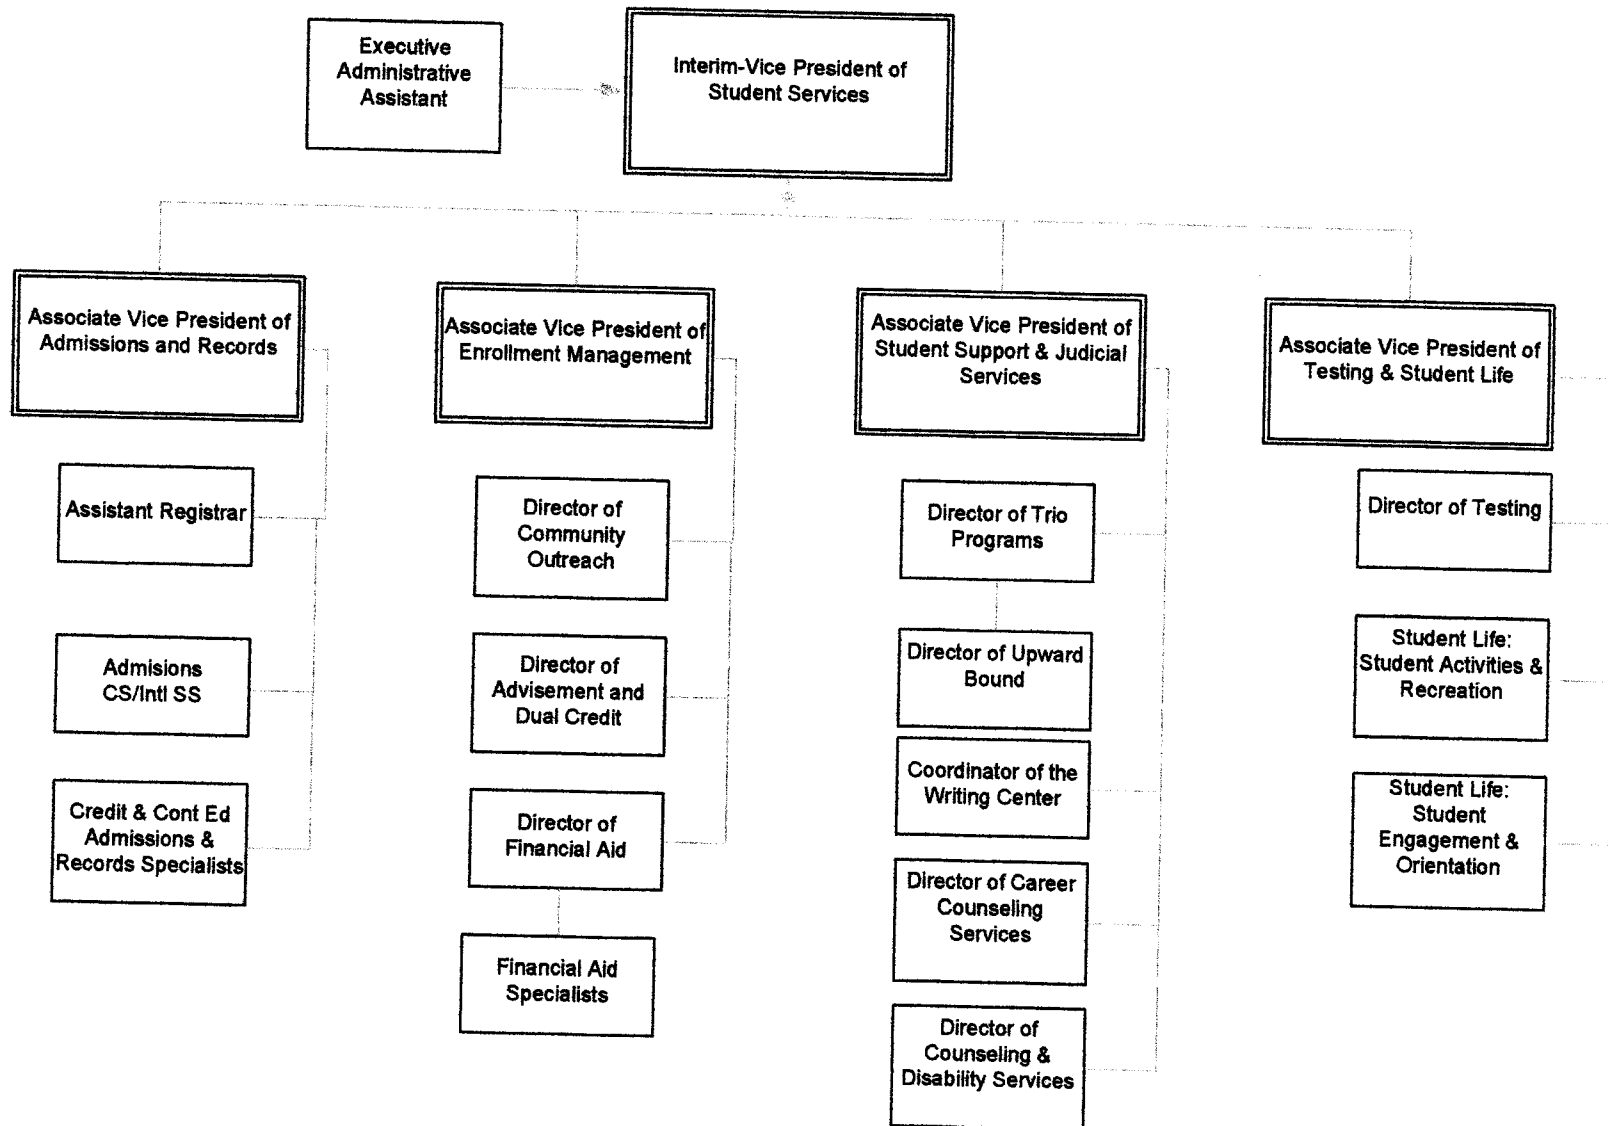 Executive
Administrative
Assistant
Interim-Vice President of
Student Services
Associate Vice President of
Admissions and Records
Associate Vice President of
Enrollment Management
Associate Vice President of
Student Support & Judicial
Services
Associate Vice President of
Testing & Student Life
Assistant Registrar
Admisions
CS/Intl SS
Credit & Cont Ed
Admissions &
Records Specialists
Director of
Community
Outreach
Director of
Advisement and
Dual Credit
Director of
Financial Aid
Financial Aid
Specialists
Director of Trio
Programs
Director of Upward
Bound
Coordinator of the
Writing Center
Director of Career
Counseling
Services
Director of
Counseling &
Disability Services
Director of Testing
Student Life:
Student Activities &
Recreation
Student Life:
Student
Engagement &
Orientation